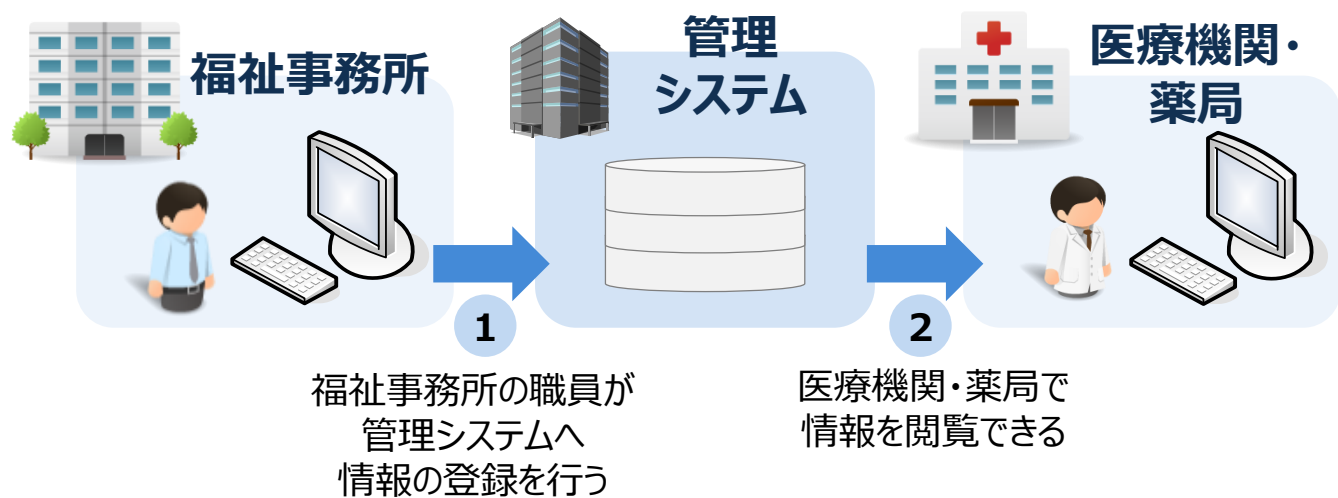 福祉事務所
管理
システム
医療機関・
薬局
1
福祉事務所の職員が
管理システムへ
情報の登録を行う
2
医療機関・薬局で
情報を閲覧できる